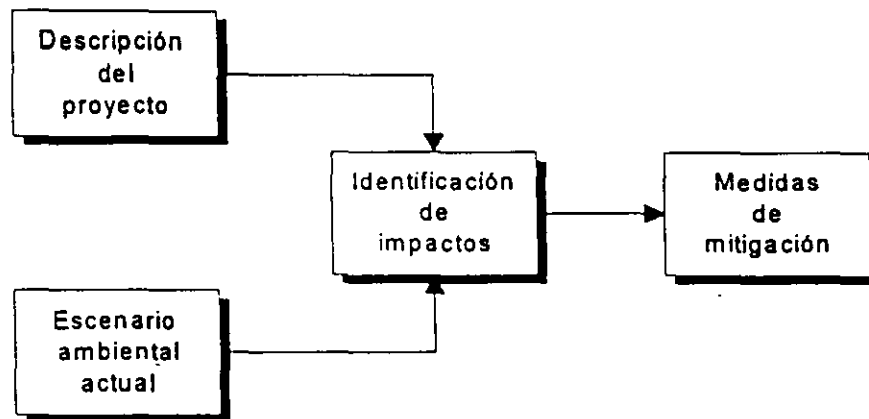 Descripción
del
proyecto
Identificación
de
impactos
Medidas
de
mitigación
Escenario
ambiental
actual